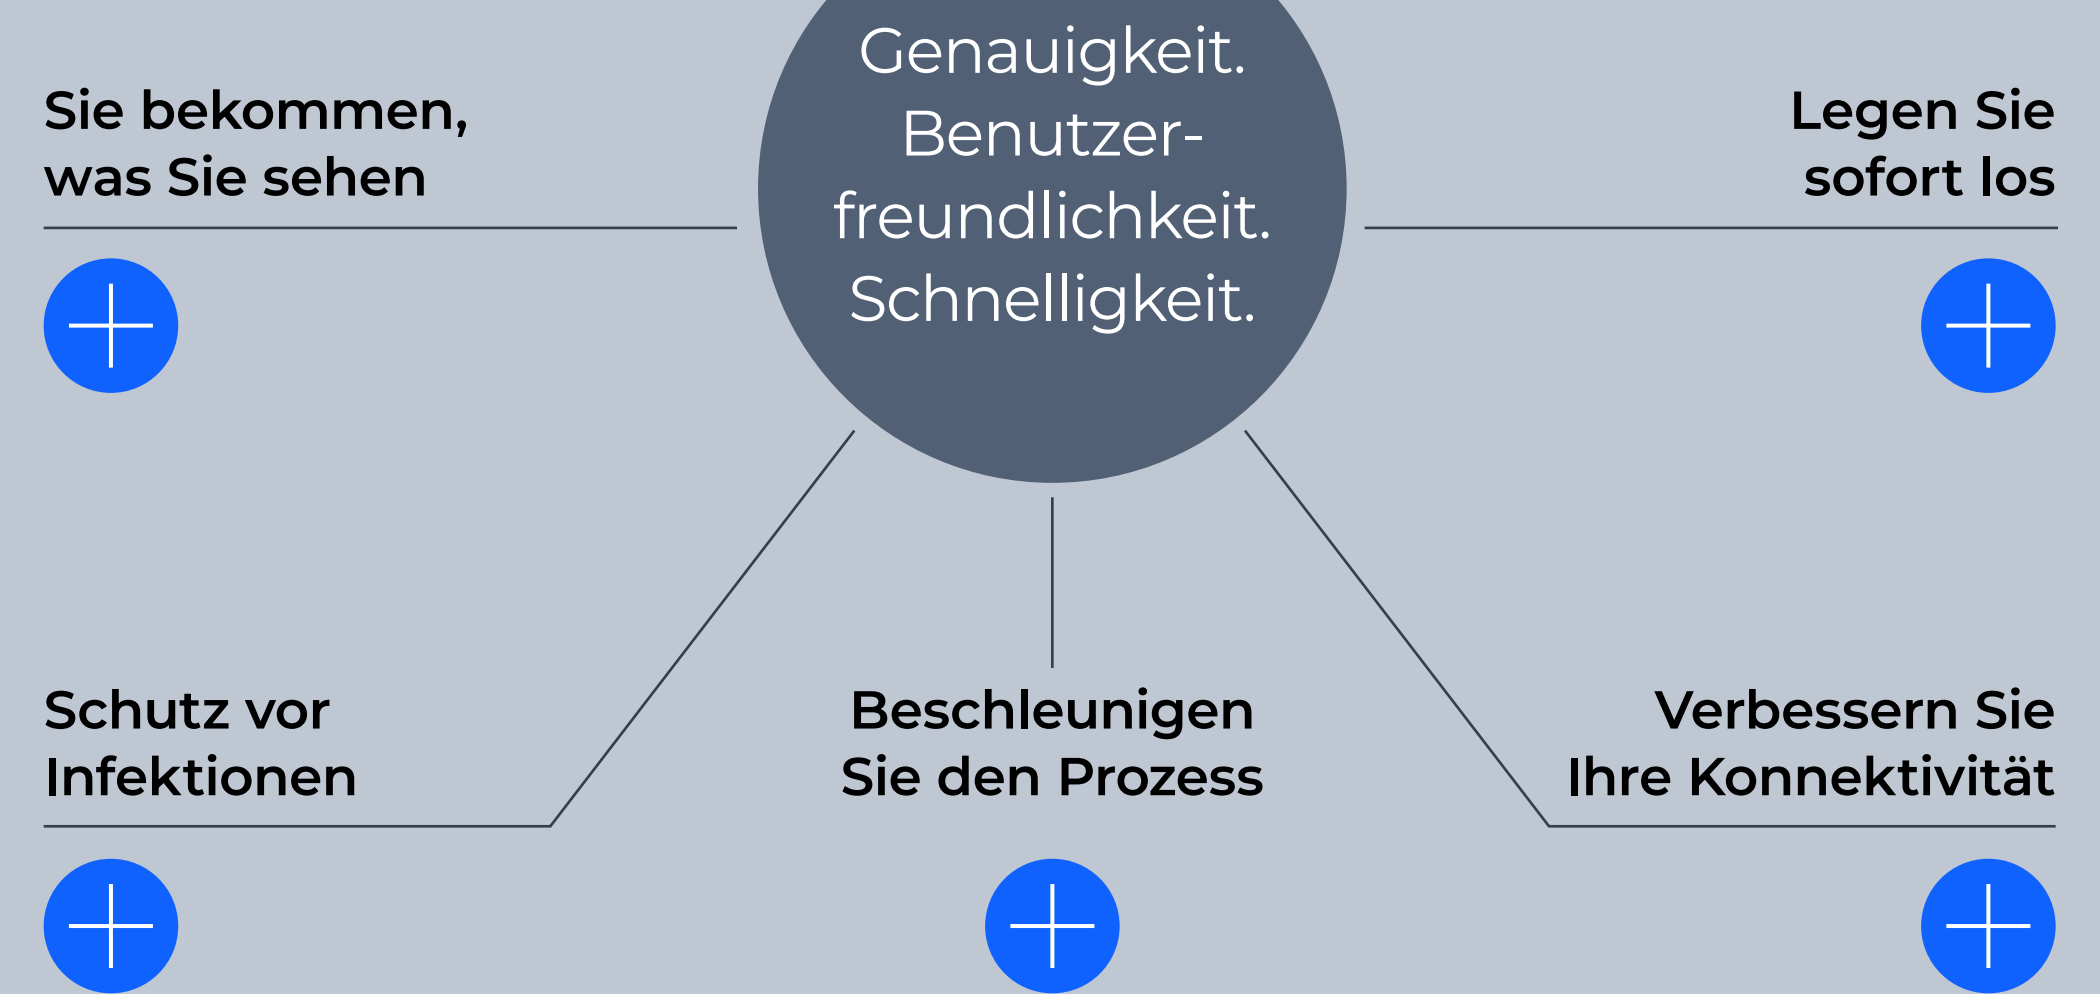 Genauigkeit.
Benutzer-
freundlichkeit.
Schnelligkeit.
Sie bekommen,
was Sie sehen
Legen Sie
sofort los
Schutz vor
Infektionen
Beschleunigen
Sie den Prozess
Verbessern Sie
Ihre Konnektivität